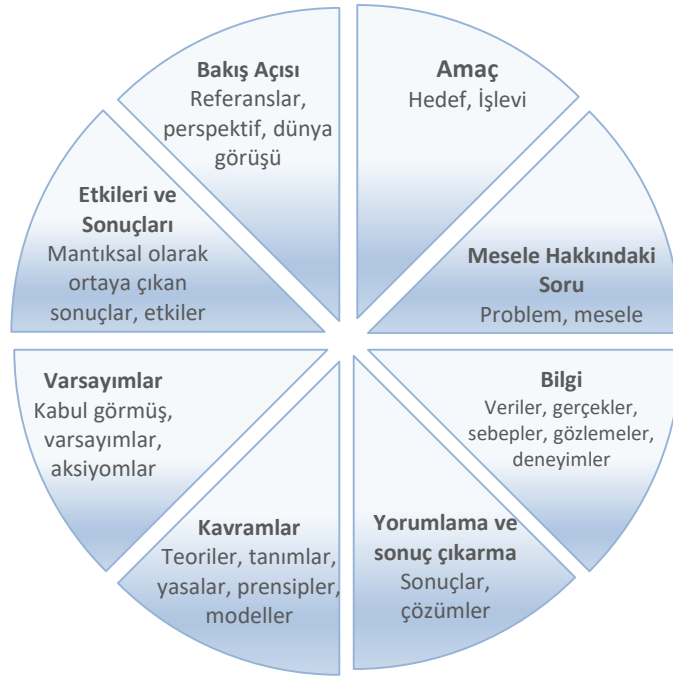 Amaç
Hedef, İşlevi
Mesele Hakkındaki
Soru
Problem, mesele
Bilgi
Veriler, gerçekler,
sebepler, gözlemeler,
deneyimler
Yorumlama ve
sonuç çıkarma
Sonuçlar,
çözümler
Kavramlar
Teoriler, tanımlar,
yasalar, prensipler,
modeller
Varsayımlar
Kabul görmüş,
varsayımlar,
aksiyomlar
Etkileri ve
Sonuçları
Mantıksal olarak
ortaya çıkan
sonuçlar, etkiler
Bakış Açısı
Referanslar,
perspektif, dünya
görüşü